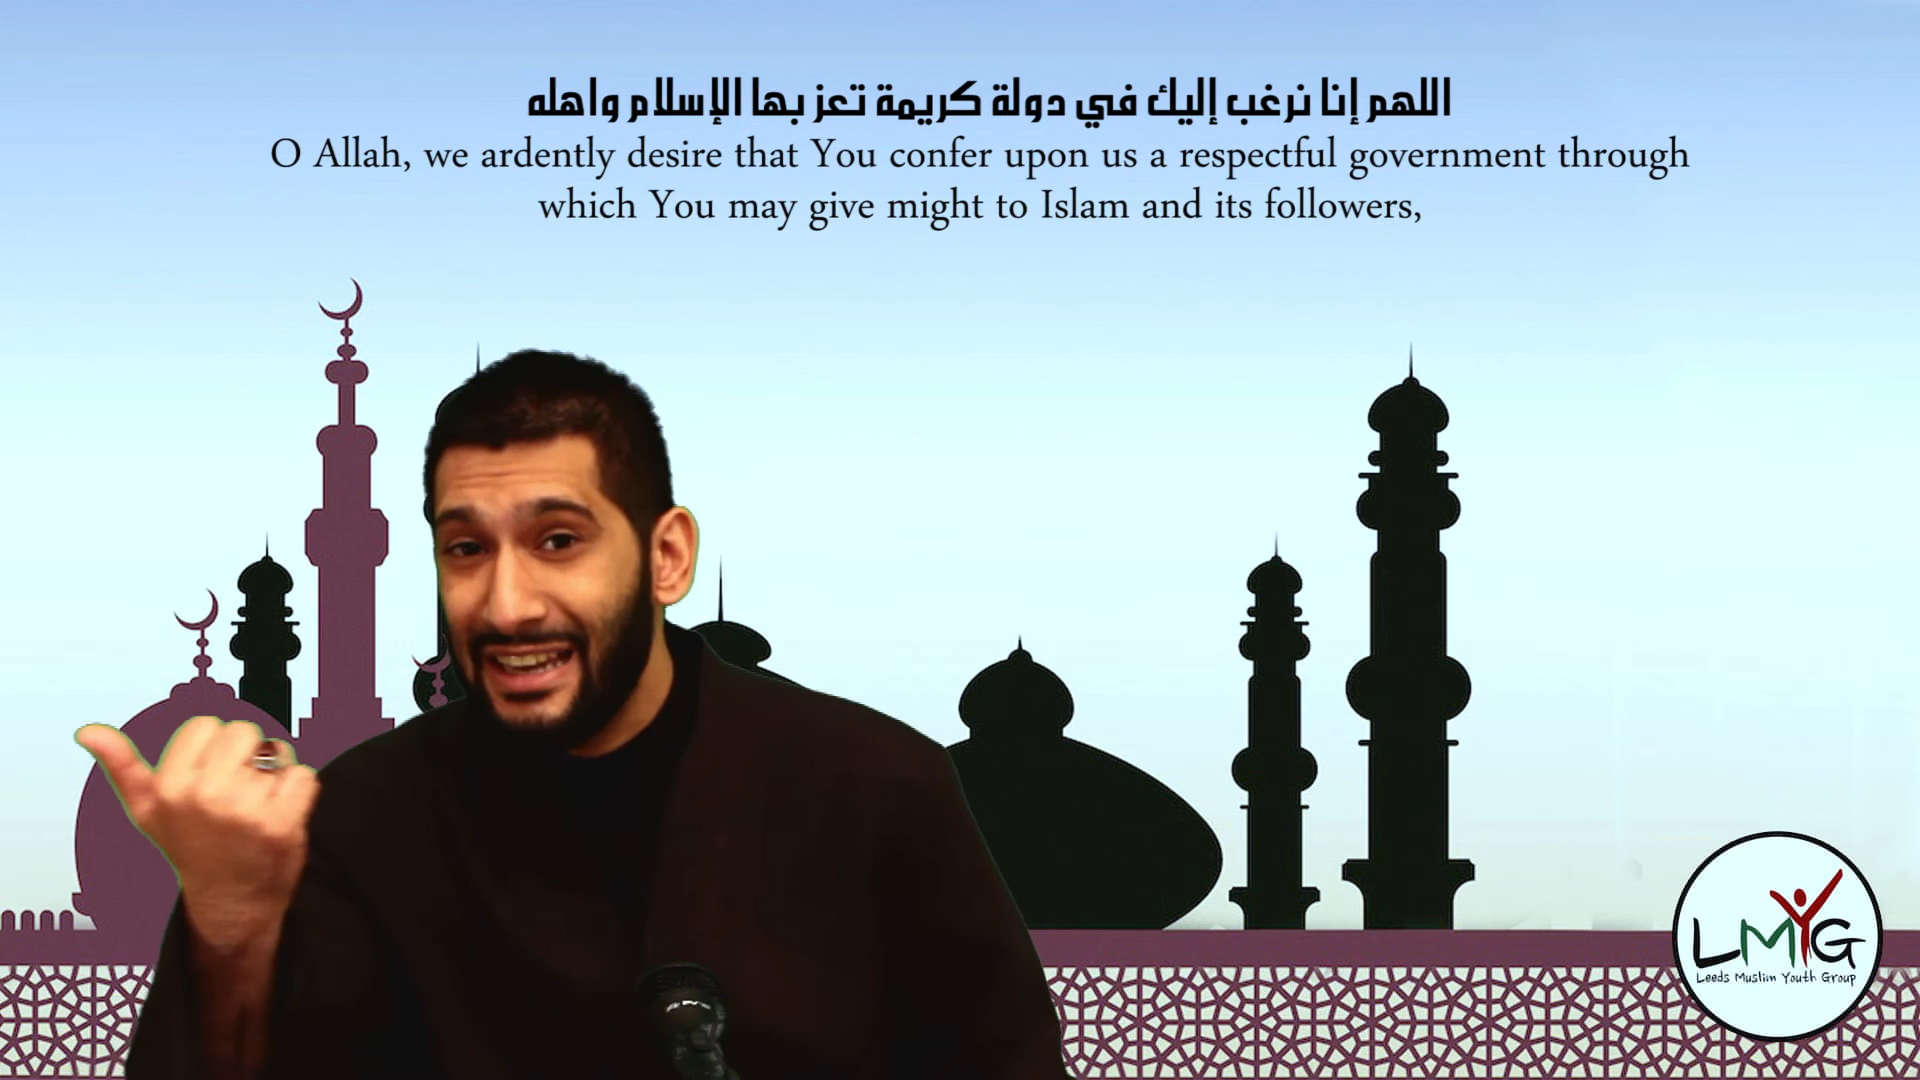 اللهم إنا نرغب إليك في دولة كريمة تعز بها الإسلام واهله
O Allah, we ardently desire that You confer upon us a respectful government through
which You may give might to Islam and its followers,
LMYG
Leeds Muslim Youth Group